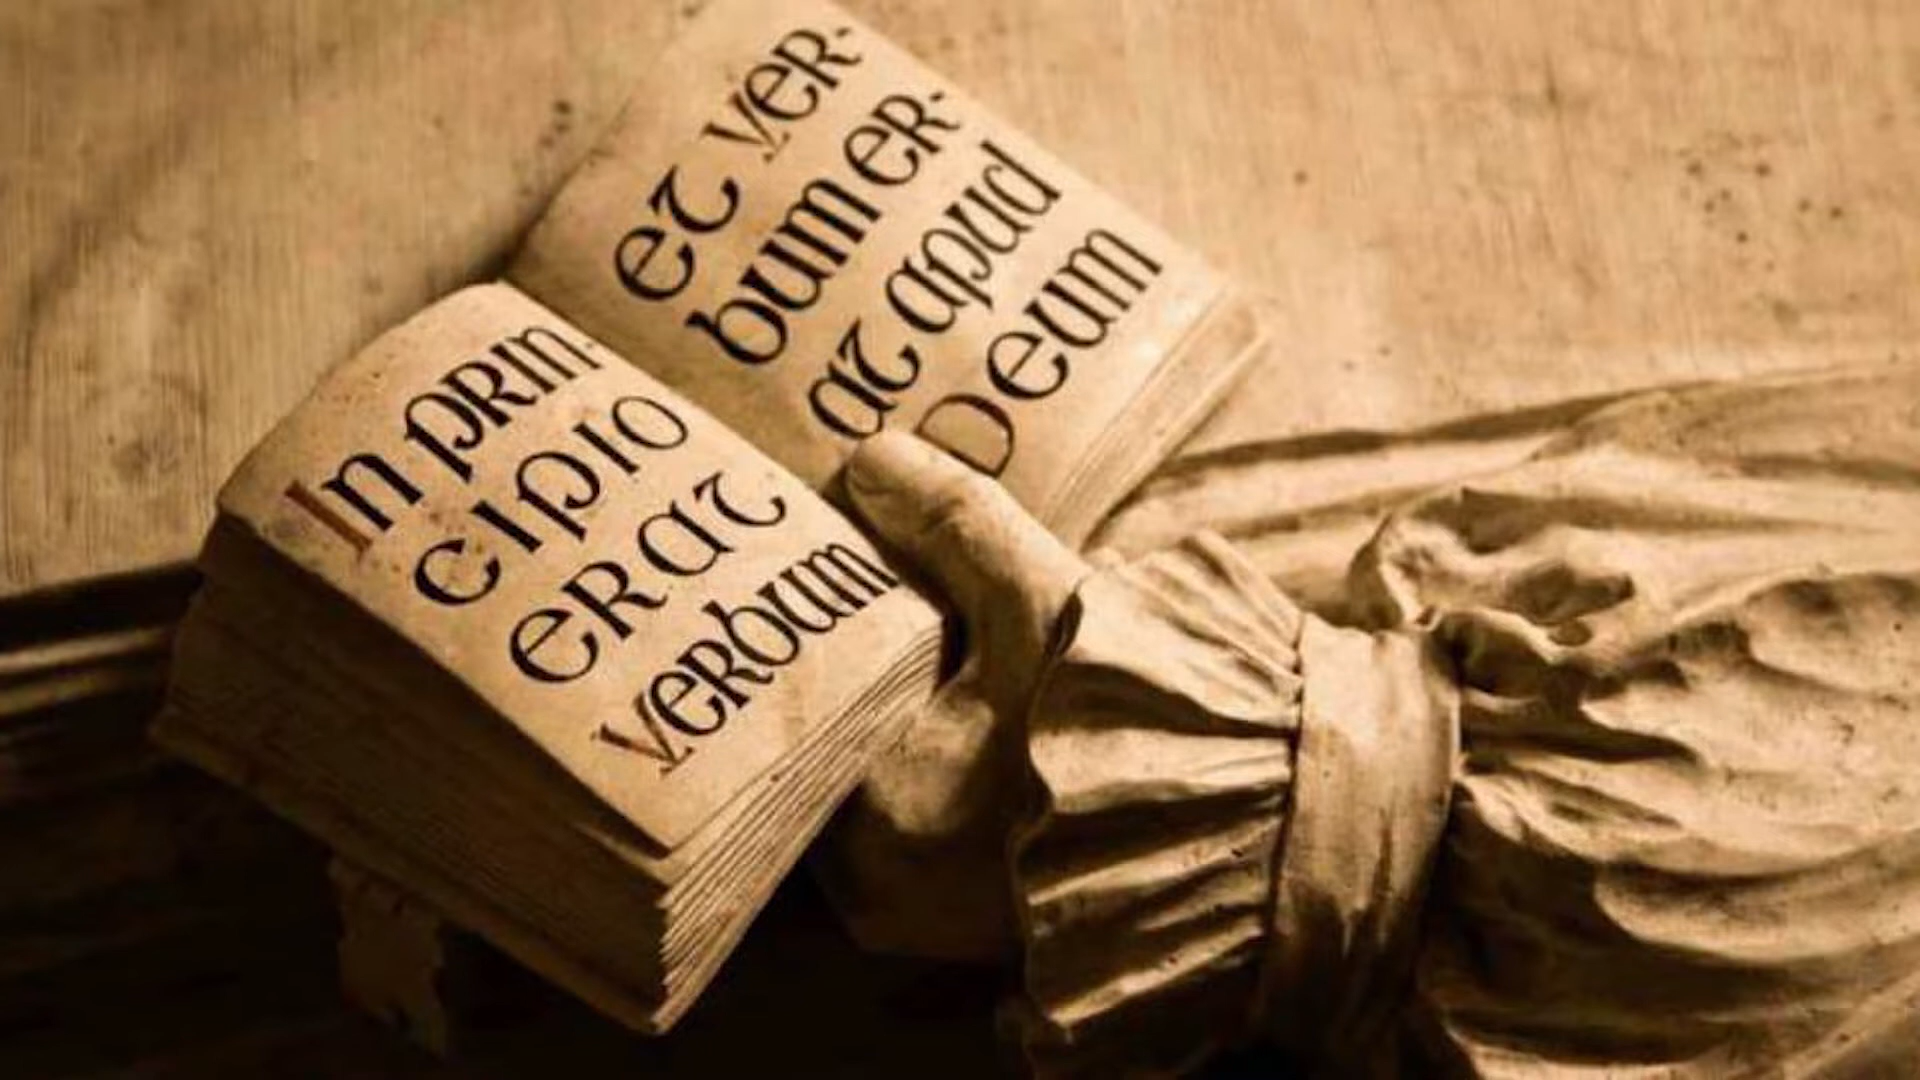 In prin-
cipio
erat
verbum
et ver-
bum er-
at apud
Deum